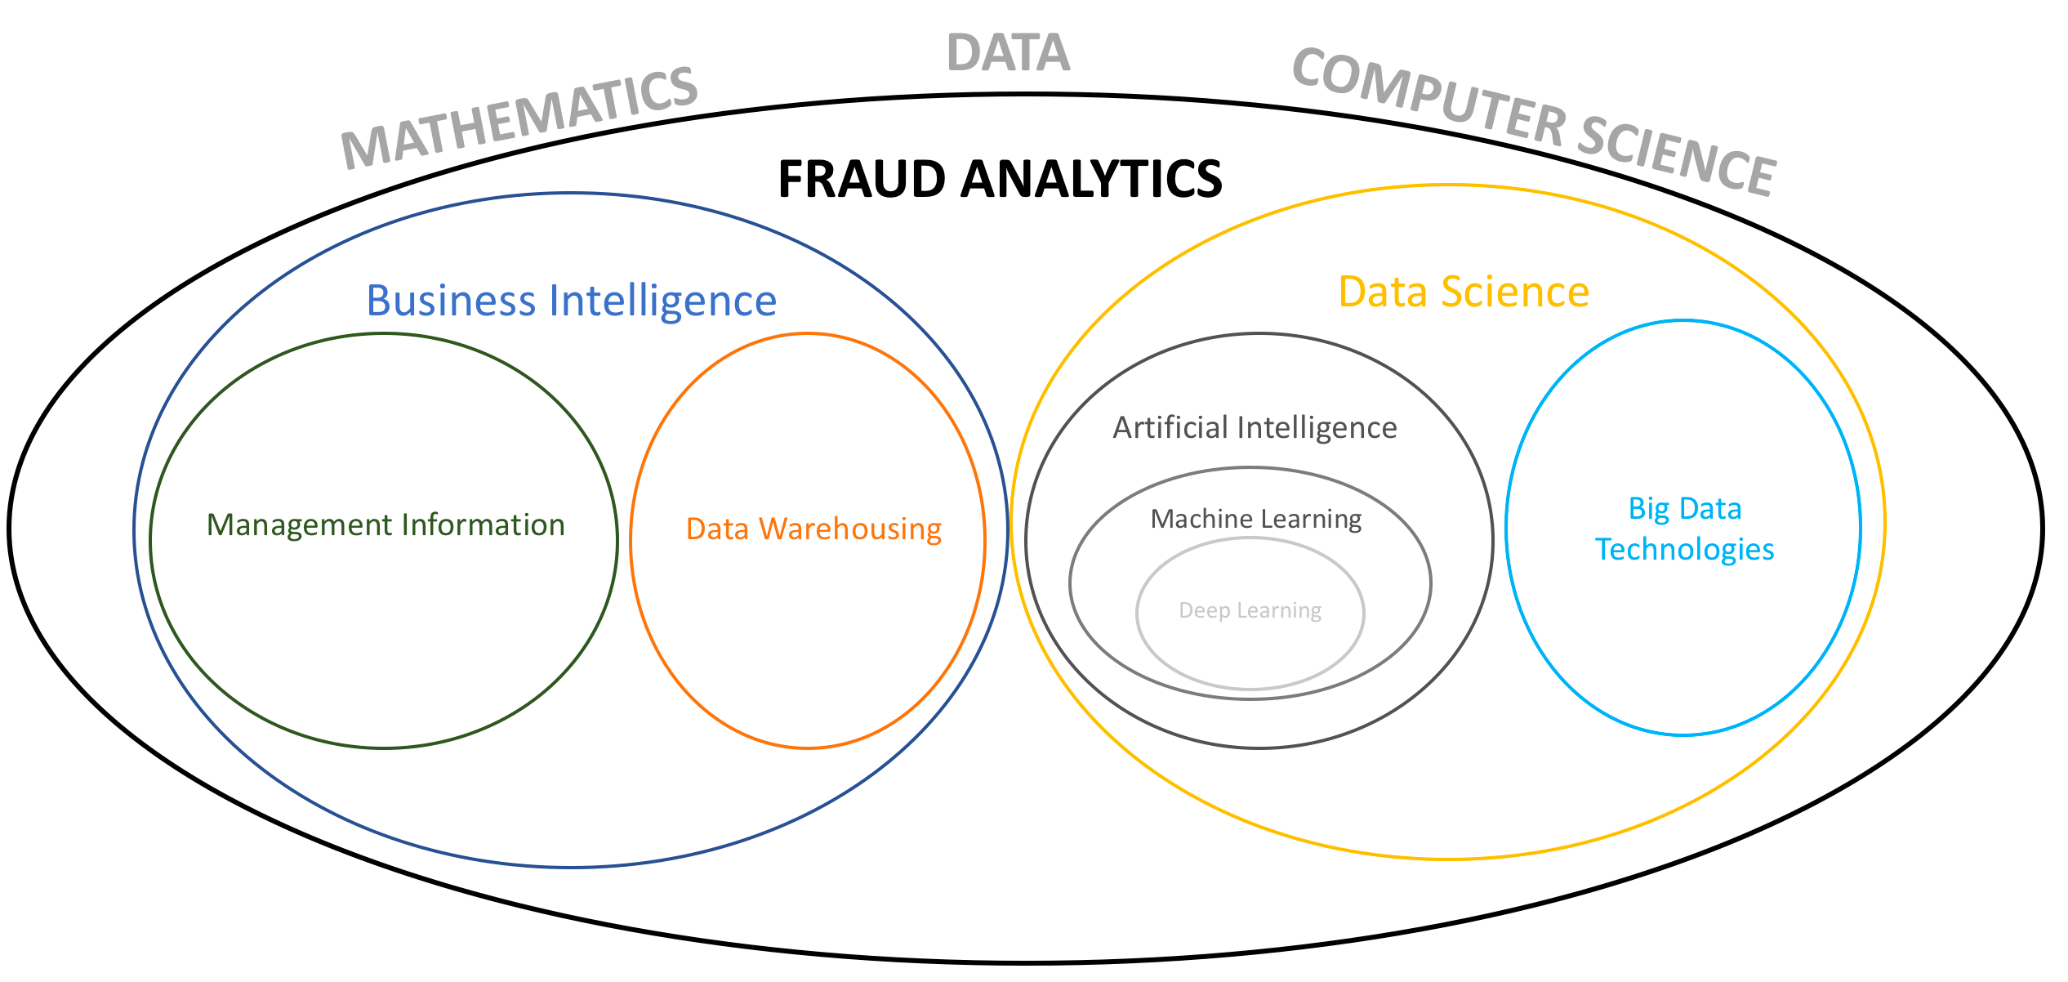 MATHEMATICS
DATA
COMPUTER SCIENCE
FRAUD ANALYTICS
Business Intelligence
Management Information
Data Warehousing
Data Science
Artificial Intelligence
Machine Learning
Deep Learning
Big Data
Technologies